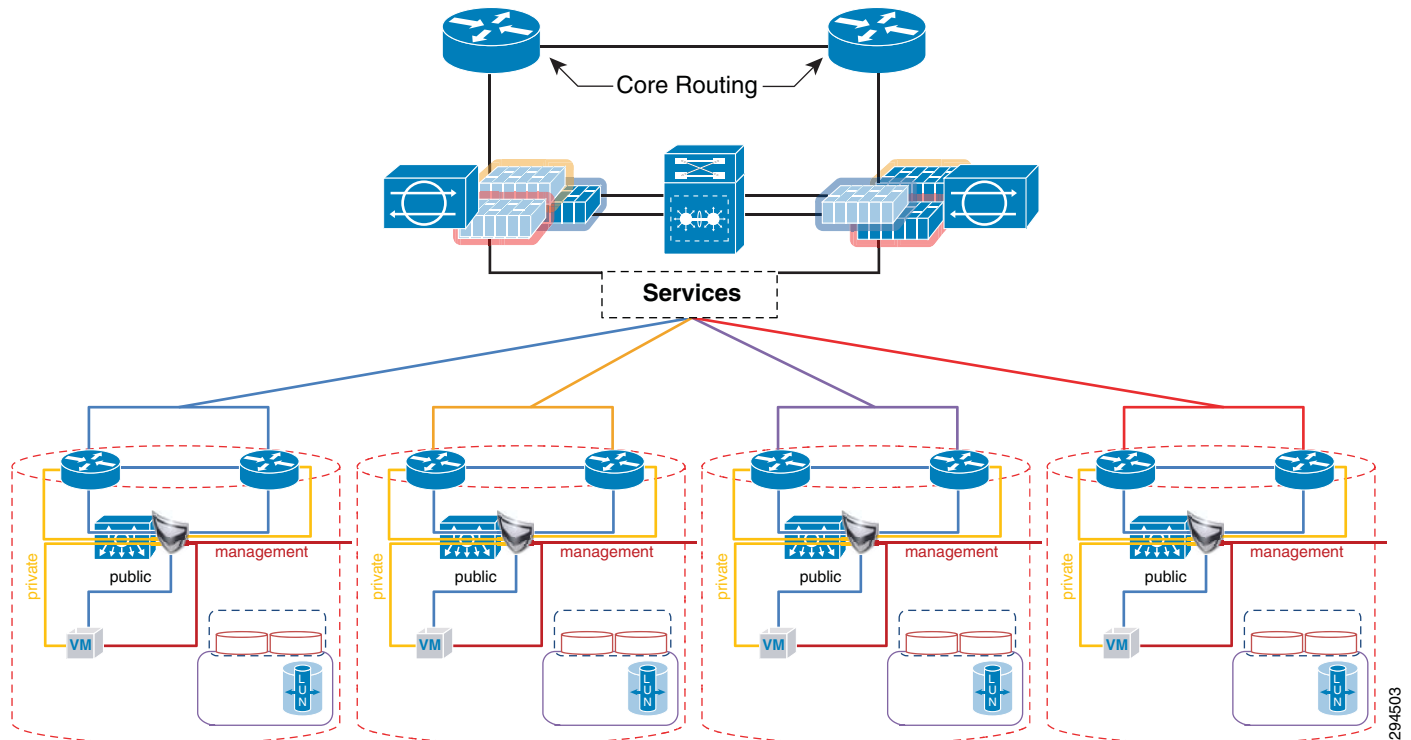 Core Routing
Services
management
management
management
management
private
public
private
public
private
public
private
public
VM
VM
VM
VM
LUN
LUN
LUN
LUN
294503